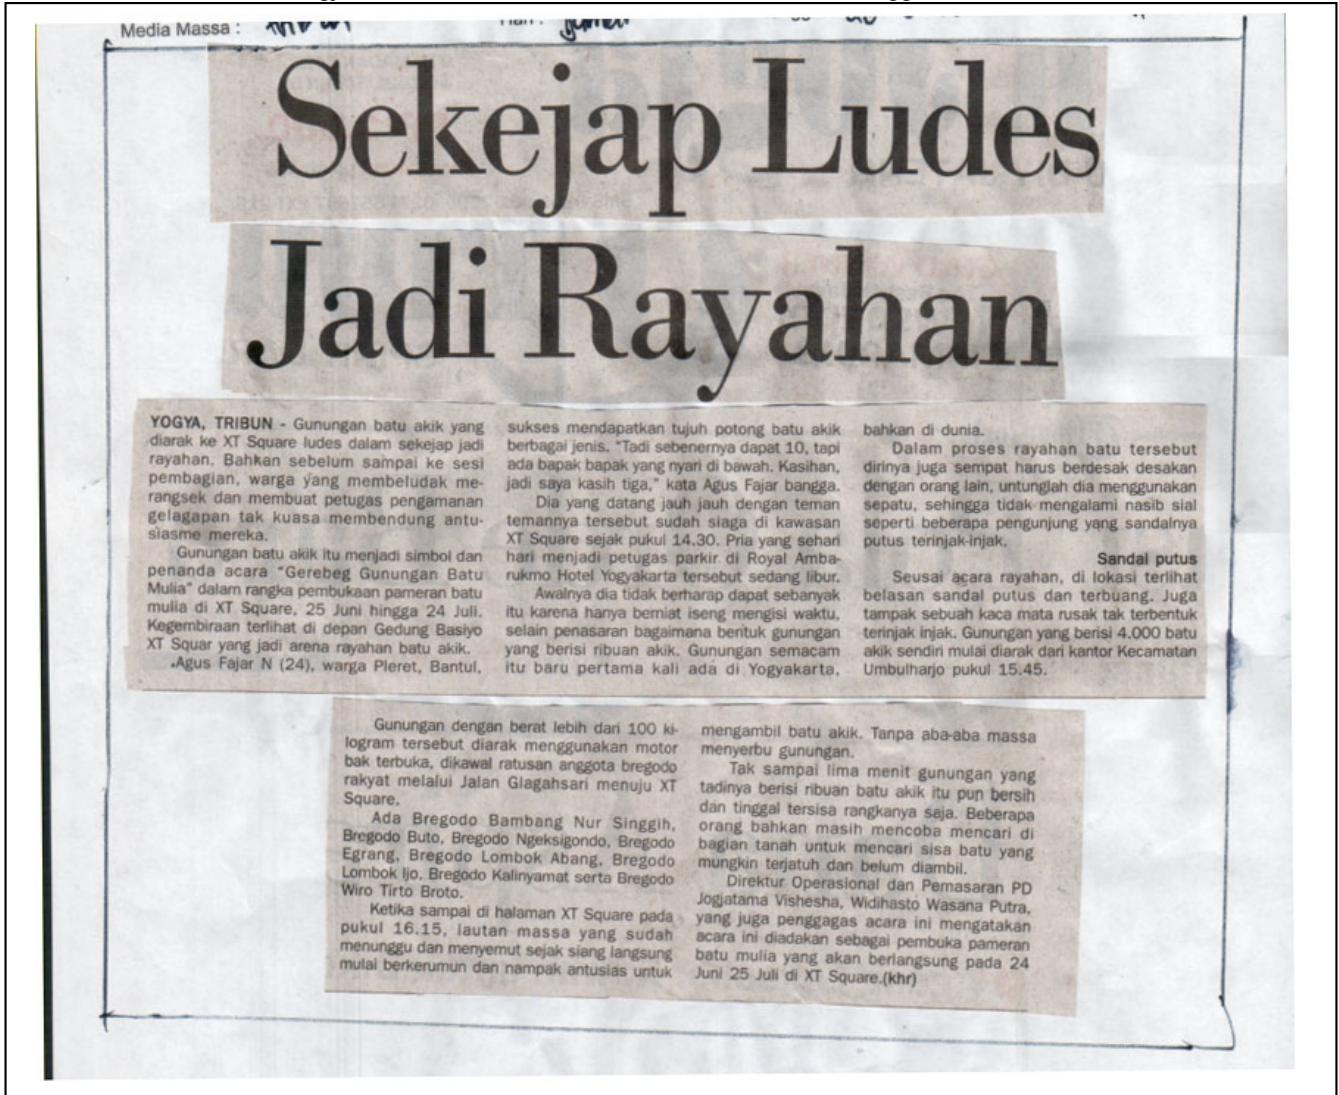 Media Massa :
Sekejap Ludes
Jadi Rayahan
YOGYA, TRIBUN - Gunungan batu akik yang
diarak ke XT Square ludes dalam sekejap jadi
rayahan. Bahkan sebelum sampai ke sesi
pembagian, warga yang membeludak me-
rangsek dan membuat petugas pengamanan
gelagapan tak kuasa membendung antu-
siasme mereka.
Gunungan batu akik itu menjadi simbol dan
penanda acara "Gerebeg Gunungan Batu
Mulia" dalam rangka pembukaan pameran batu
mulia di XT Square, 25 Juni hingga 24 Juli.
Kegembiraan terlihat di depan Gedung Basiyo
XT Squar yang jadi arena rayahan batu akik.
Agus Fajar N (24), warga Pleret, Bantul,
sukses mendapatkan tujuh potong batu akik
berbagai jenis. "Tadi sebenernya dapat 10, tapi
ada bapak bapak yang nyari di bawah. Kasihan,
jadi saya kasih tiga," kata Agus Fajar bangga.
Dia yang datang jauh jauh dengan teman
temannya tersebut sudah siaga di kawasan
XT Square sejak pukul 14.30. Pria yang sehari
hari menjadi petugas parkir di Royal Amba-
rukmo Hotel Yogyakarta tersebut sedang libur.
Awalnya dia tidak berharap dapat sebanyak
itu karena hanya berniat iseng mengisi waktu,
selain penasaran bagaimana bentuk gunungan
yang berisi ribuan akik. Gunungan semacam
itu baru pertama kali ada di Yogyakarta,
bahkan di dunia.
Dalam proses rayahan batu tersebut
dirinya juga sempat harus berdesak desakan
dengan orang lain, untunglah dia menggunakan
sepatu, sehingga tidak mengalami nasib sial
seperti beberapa pengunjung yang sandalnya
putus terinjak-injak.
Sandal putus
Seusai acara rayahan, di lokasi terlihat
belasan sandal putus dan terbuang. Juga
tampak sebuah kaca mata rusak tak terbentuk
terinjak injak. Gunungan yang berisi 4.000 batu
akik sendiri mulai diarak dari kantor Kecamatan
Umbulharjo pukul 15.45.
Gunungan dengan berat lebih dari 100 ki-
logram tersebut diarak menggunakan motor
bak terbuka, dikawal ratusan anggota bregodo
rakyat melalui Jalan Glagahsari menuju XT
Square.
Ada Bregodo Bambang Nur Singgih,
Bregodo Buto, Bregodo Ngeksigondo, Bregodo
Egrang, Bregodo Lombok Abang, Bregodo
Lombok Ijo, Bregodo Kalinyamat serta Bregodo
Wiro Tirto Broto.
Ketika sampai di halaman XT Square pada
pukul 16.15, lautan massa yang sudah
menunggu dan menyemut sejak siang langsung
mulai berkerumun dan nampak antusias untuk
mengambil batu akik. Tanpa aba-aba massa
menyerbu gunungan.
Tak sampai lima menit gunungan yang
tadinya berisi ribuan batu akik itu pun bersih
dan tinggal tersisa rangkanya saja. Beberapa
orang bahkan masih mencoba mencari di
bagian tanah untuk mencari sisa batu yang
mungkin terjatuh dan belum diambil.
Direktur Operasional dan Pemasaran PD
Jogjatama Vishesha, Widihasto Wasana Putra,
yang juga penggagas acara ini mengatakan
acara ini diadakan sebagai pembuka pameran
batu mulia yang akan berlangsung pada 24
Juni 25 Juli di XT Square.(khr)